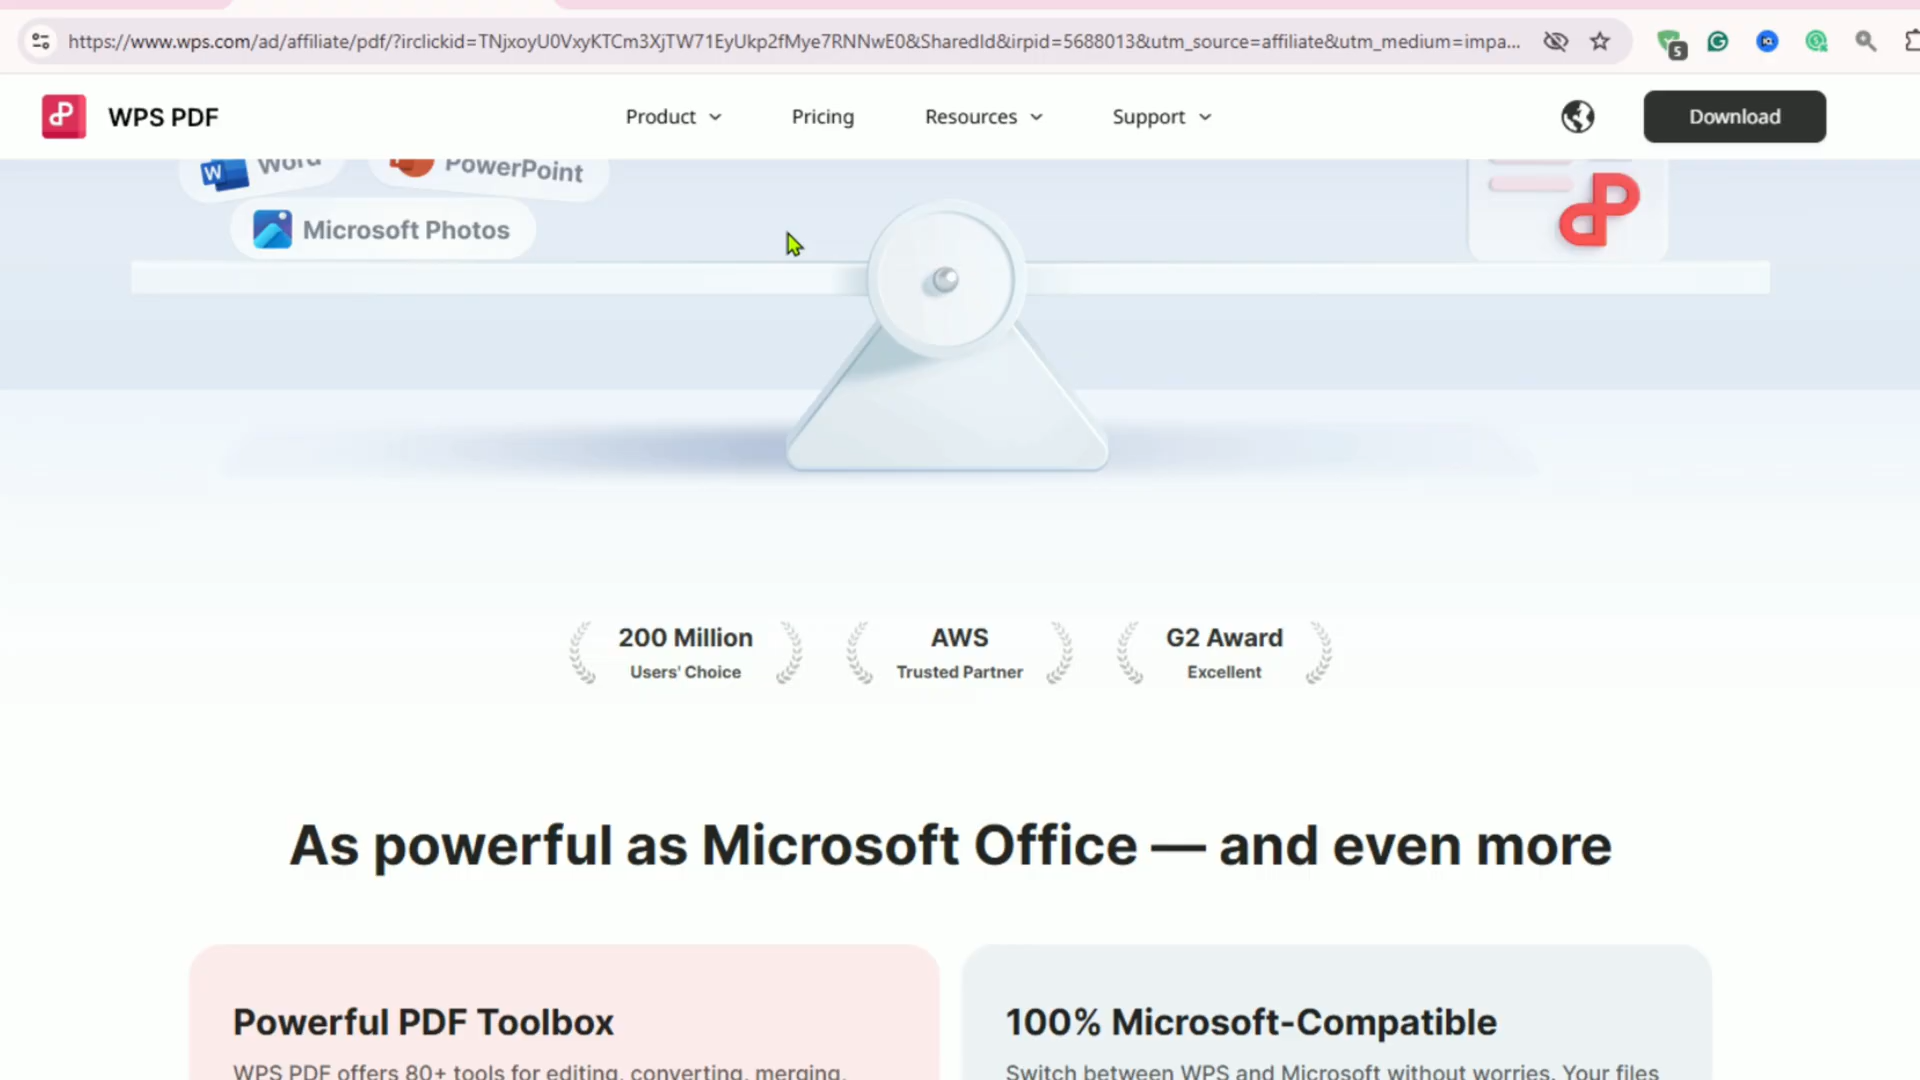 https://www.wps.com/ad/affiliate/pdf/?irclickid=TNjxoyU0VxyKTCm3XjTW71EyUkp2fMye7RNNwE0&SharedId&irpid=5688013&utm_source=affiliate&utm_medium=impa...
5
WPS PDF
Product
Pricing
Resources
Support
Download
Word
PowerPoint
Microsoft Photos
200 Million
Users' Choice
AWS
Trusted Partner
G2 Award
Excellent
As powerful as Microsoft Office — and even more
Powerful PDF Toolbox
100% Microsoft-Compatible
WPS PDF offers 80+ tools for editing, converting, merging,
Switch between WPS and Microsoft without worries. Your files